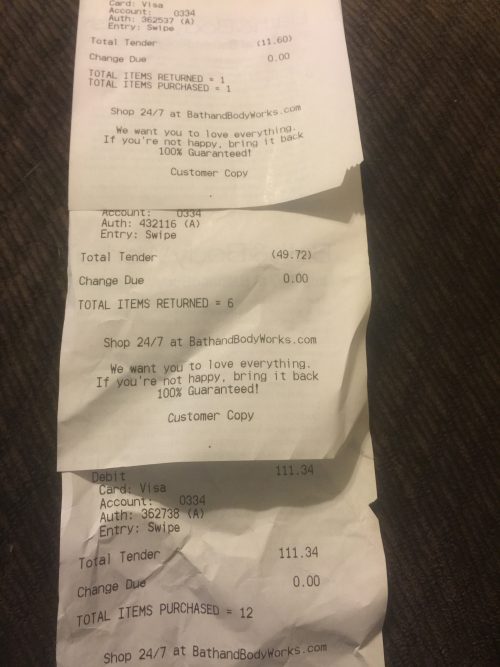 Card: Visa
Account: 0334
Auth: 362537 (A)
Entry: Swipe
Total Tender (11.60)
Change Due 0.00
TOTAL ITEMS RETURNED = 1
TOTAL ITEMS PURCHASED = 1
Shop 24/7 at BathandBodyWorks.com
We want you to love everything.
If you're not happy, bring it back
100% Guaranteed!
Customer Copy
Account: 0334
Auth: 432116 (A)
Entry: Swipe
Total Tender (49.72)
Change Due 0.00
TOTAL ITEMS RETURNED = 6
Shop 24/7 at BathandBodyWorks.com
We want you to love everything.
If you're not happy, bring it back
100% Guaranteed!
Customer Copy
Debit 111.34
Card: Visa
Account: 0334
Auth: 362738 (A)
Entry: Swipe
Total Tender 111.34
Change Due 0.00
TOTAL ITEMS PURCHASED = 12
Shop 24/7 at BathandBodyWorks.com